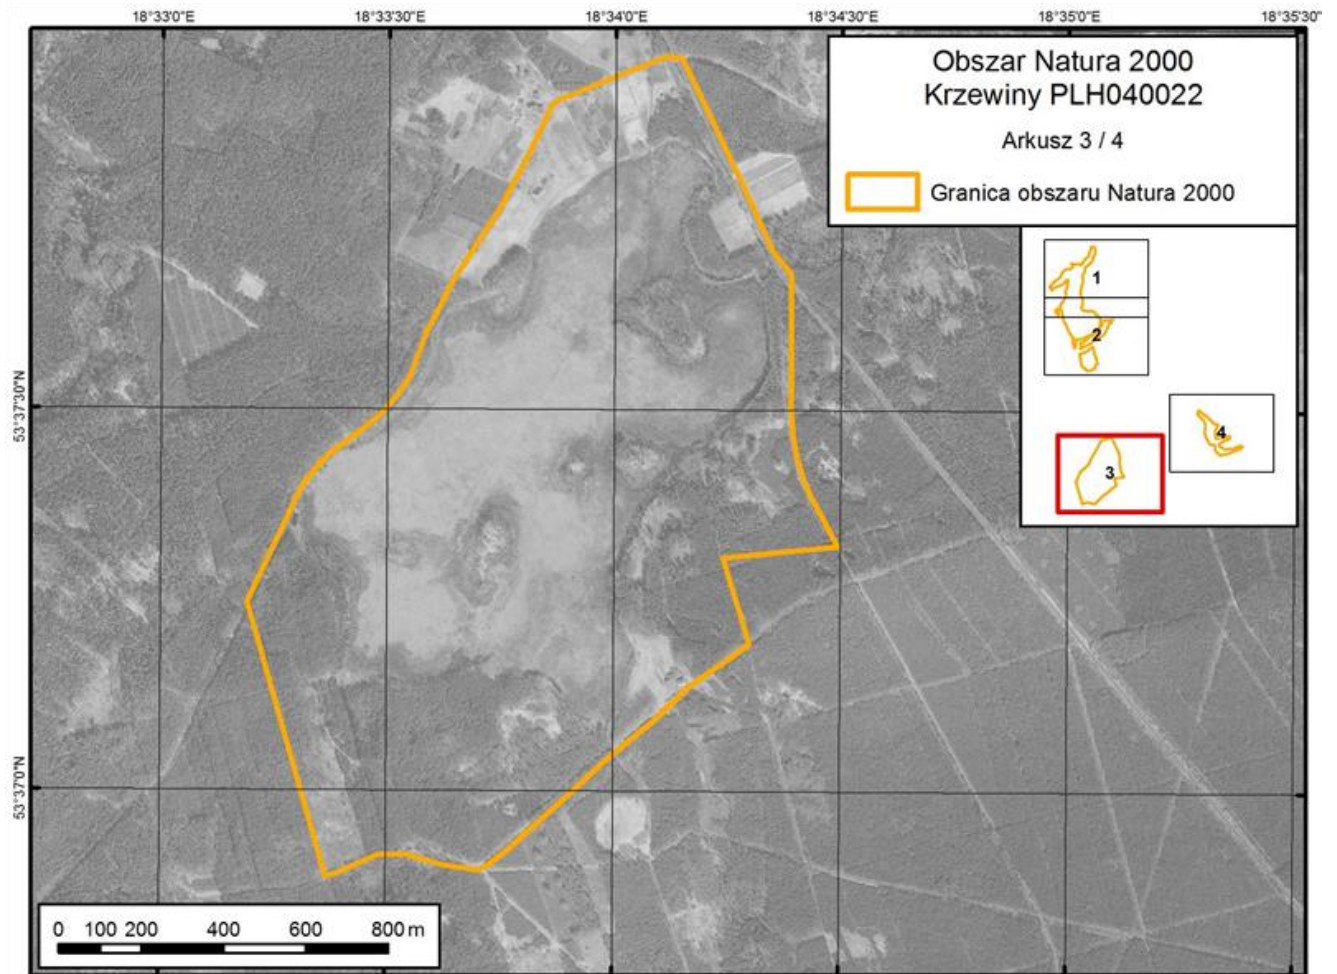 18°33'0"E 18°33'30"E 18°34'0"E 18°34'30"E 18°35'0"E 18°35'30"
Obszar Natura 2000
Krzewiny PLH040022
Arkusz 3 / 4
Granica obszaru Natura 2000
1
2
4
3
53°37'30"N
53°37'0"N
0 100 200 400 600 800 m